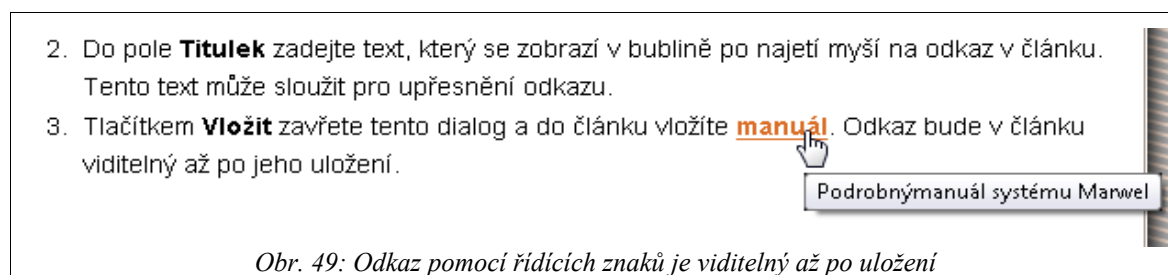 2. Do pole Titulek zadejte text, který se zobrazí v bublině po najetí myší na odkaz v článku.
Tento text může sloužit pro upřesnění odkazu.
3. Tlačítkem Vložit zavřete tento dialog a do článku vložíte manuál. Odkaz bude v článku
viditelný až po jeho uložení.
Podrobnýmanuál systému Marwel
Obr. 49: Odkaz pomocí řídících znaků je viditelný až po uložení